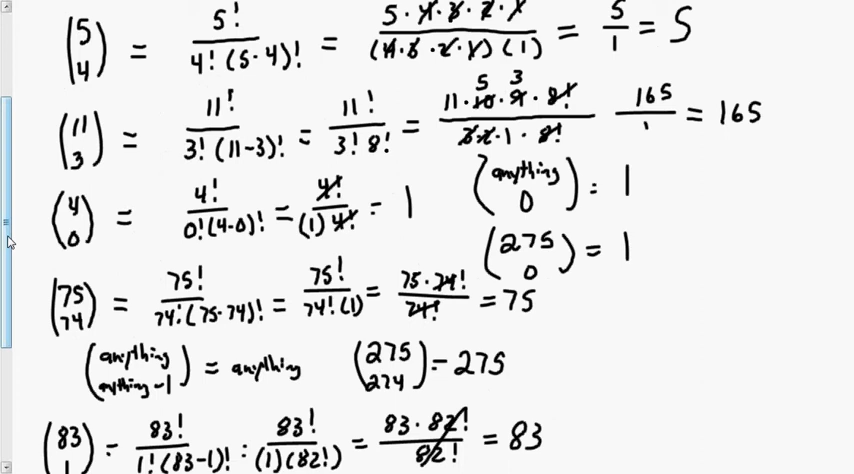 (5 4) = 5! / 4!(5-4)! = 5·4·3·2·1 / (4·3·2·1)(1) = 5/1 = 5
(11 3) = 11! / 3!(11-3)! = 11! / 3!8! = 11·10·9·8! / 3·2·1·8! 5 3 165/1 = 165
(4 0) = 4! / 0!(4-0)! = 4! / (1)4! = 1
(anything 0) = 1
(275 0) = 1
(75 74) = 75! / 74!(75-74)! = 75! / 74!(1) = 75·74! / 74! = 75
(anything anything-1) = anything (275 274) = 275
(83 1) = 83! / 1!(83-1)! = 83! / (1)(82!) = 83·82! / 82! = 83